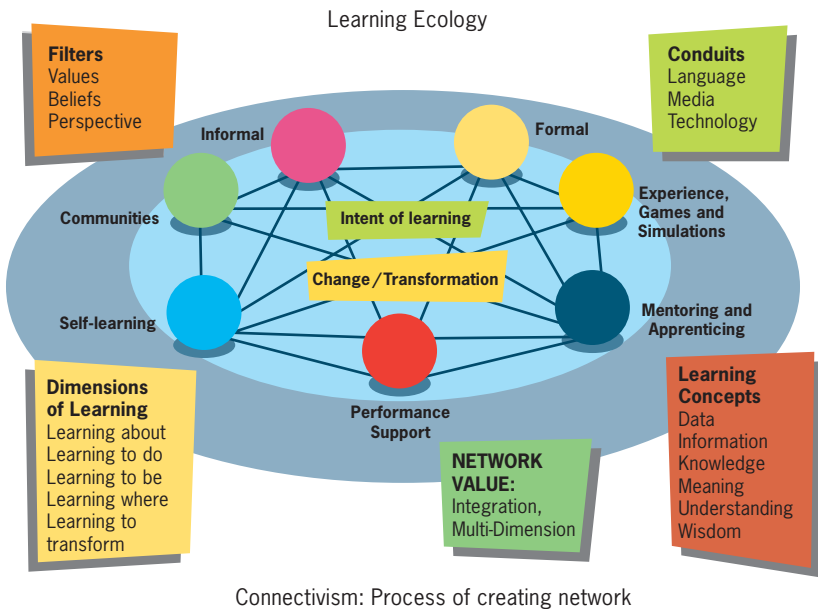 Learning Ecology
Filters
Values
Beliefs
Perspective
Conduits
Language
Media
Technology
Informal
Formal
Communities
Intent of learning
Experience,
Games and
Simulations
Change/Transformation
Self-learning
Mentoring and
Apprenticing
Performance
Support
Dimensions
of Learning
Learning about
Learning to do
Learning to be
Learning where
Learning to
transform
NETWORK
VALUE:
Integration,
Multi-Dimension
Learning
Concepts
Data
Information
Knowledge
Meaning
Understanding
Wisdom
Connectivism: Process of creating network